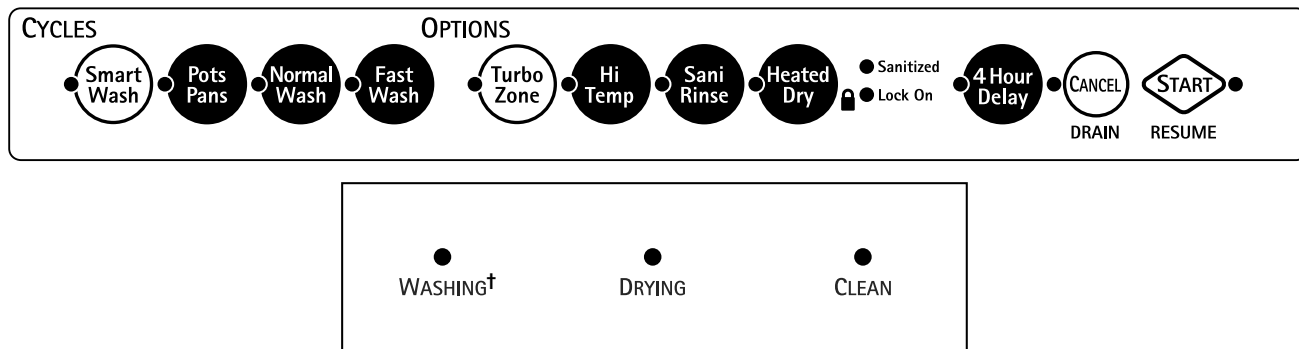 CYCLES
OPTIONS
Smart
Wash
Pots
Pans
Normal
Wash
Fast
Wash
Turbo
Zone
Hi
Temp
Sani
Rinse
Heated
Dry
Sanitized
Lock On
4 Hour
Delay
CANCEL
DRAIN
START
RESUME
WASHING†
DRYING
CLEAN